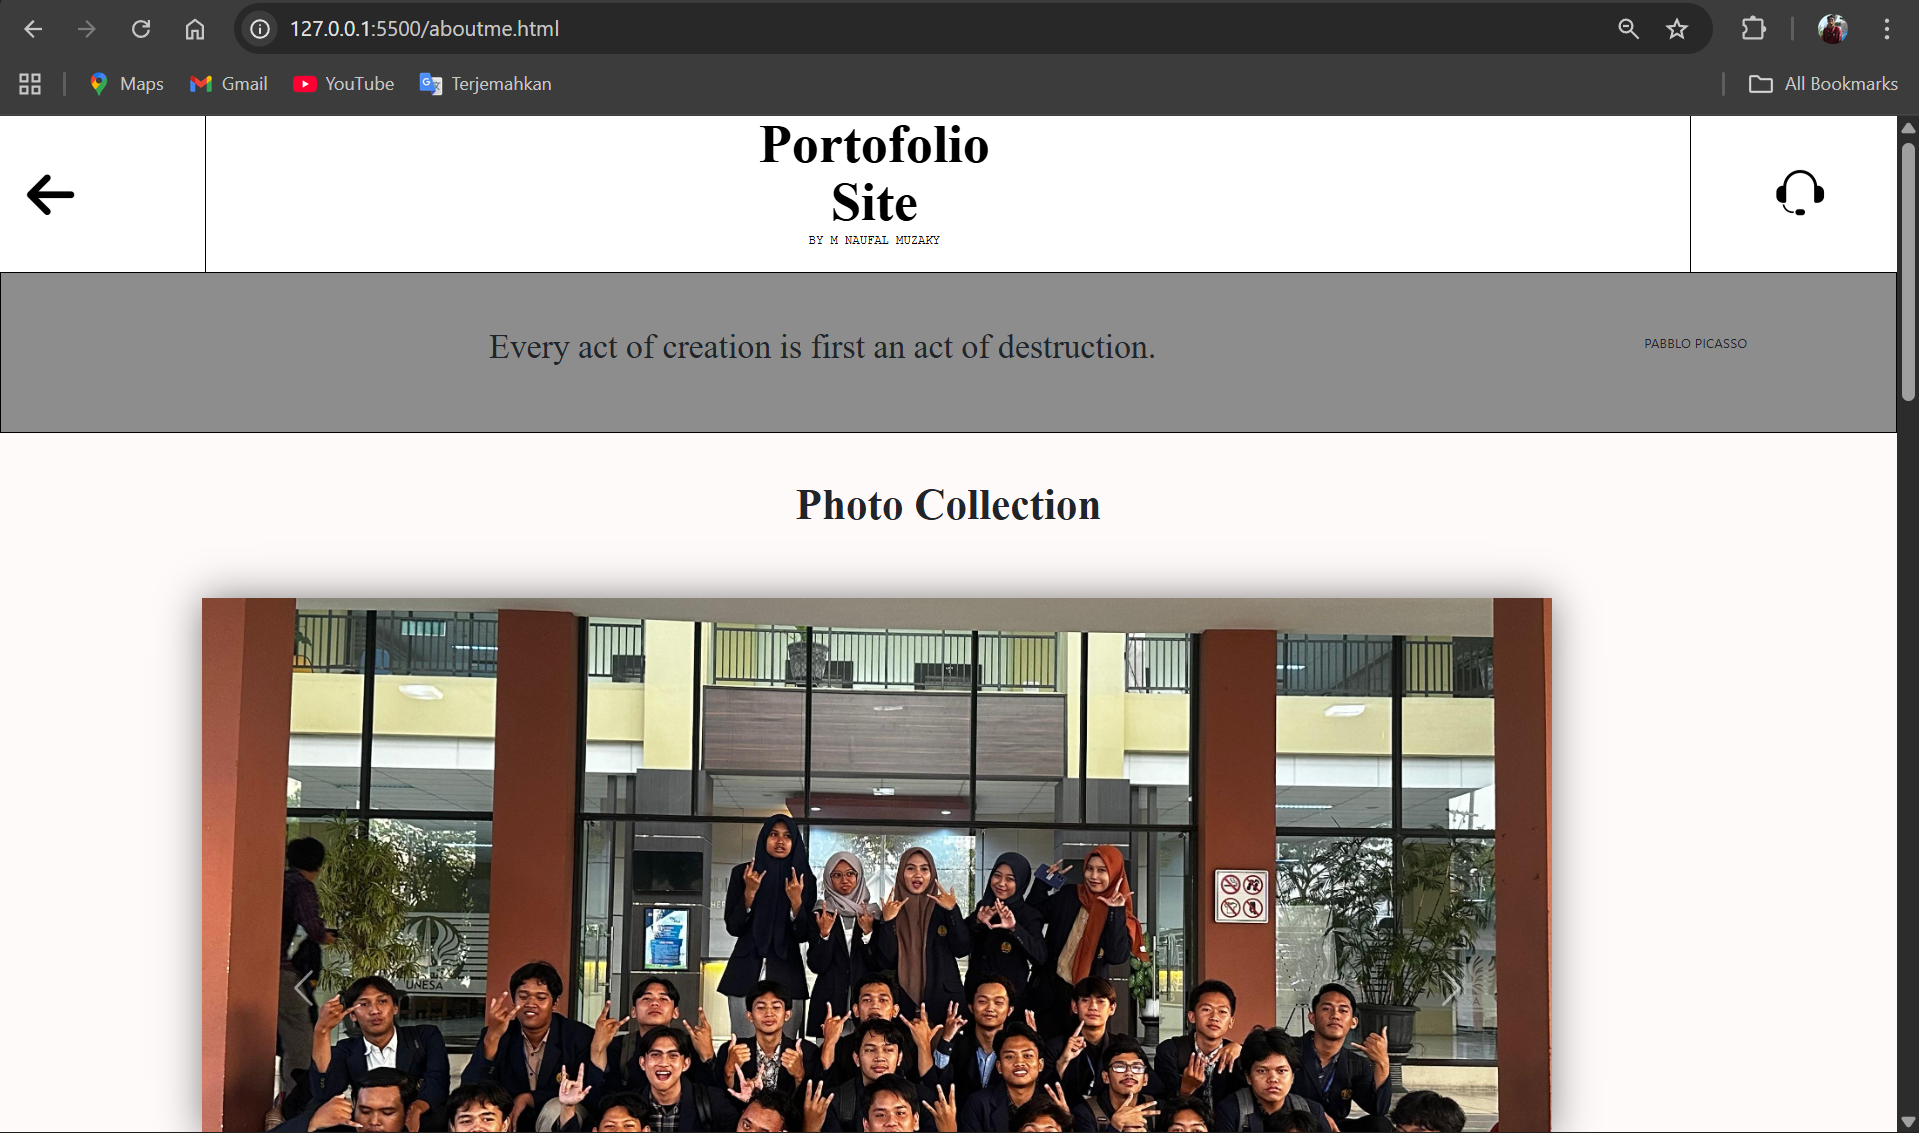 127.0.0.1:5500/aboutme.html
Maps Gmail YouTube Terjemahkan All Bookmarks
Portofolio
Site
BY M NAUFAL MUZAKY
Every act of creation is first an act of destruction.
PABBLO PICASSO
Photo Collection
UNESA